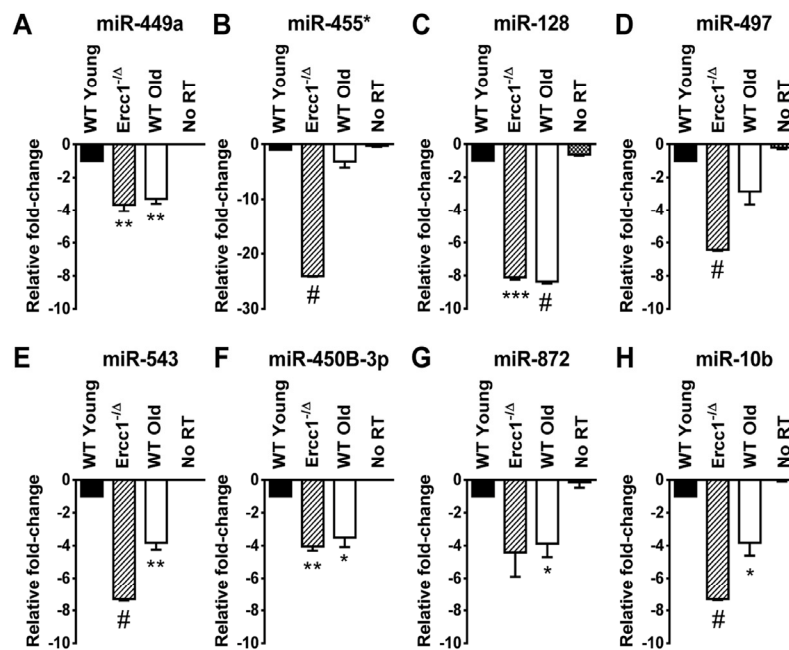 A miR-449a
WT Young
Ercc1-/Δ
WT Old
No RT
Relative fold-change
0
-2
-4
-6
-8
-10
**
**
B miR-455*
WT Young
Ercc1-/Δ
WT Old
No RT
Relative fold-change
0
-10
-20
-30
#
C miR-128
WT Young
Ercc1-/Δ
WT Old
No RT
Relative fold-change
0
-2
-4
-6
-8
-10
***
#
D miR-497
WT Young
Ercc1-/Δ
WT Old
No RT
Relative fold-change
0
-2
-4
-6
-8
-10
#
E miR-543
WT Young
Ercc1-/Δ
WT Old
No RT
Relative fold-change
0
-2
-4
-6
-8
-10
#
**
F miR-450B-3p
WT Young
Ercc1-/Δ
WT Old
No RT
Relative fold-change
0
-2
-4
-6
-8
-10
**
*
G miR-872
WT Young
Ercc1-/Δ
WT Old
No RT
Relative fold-change
0
-2
-4
-6
-8
-10
*
H miR-10b
WT Young
Ercc1-/Δ
WT Old
No RT
Relative fold-change
0
-2
-4
-6
-8
-10
#
*